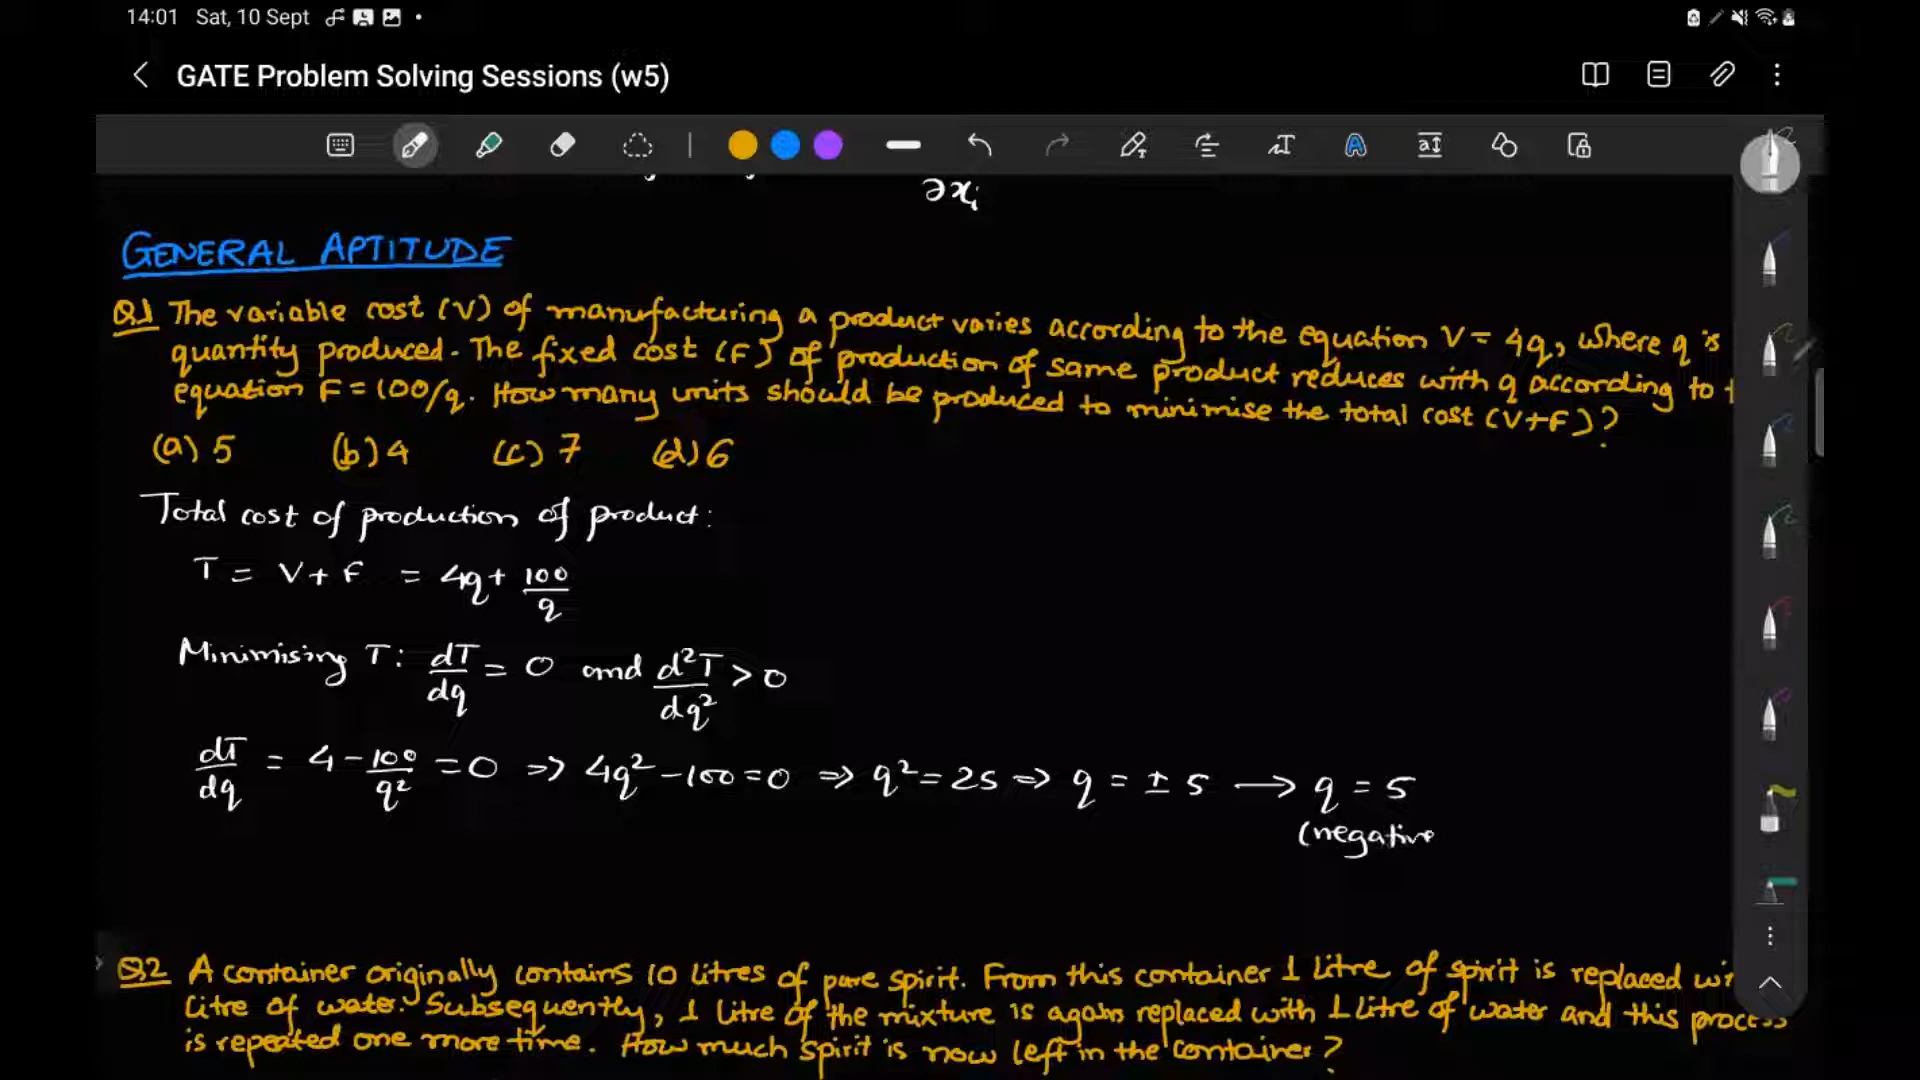 14:01 Sat, 10 Sept
GATE Problem Solving Sessions (w5)
∂xi
GENERAL APTITUDE
Q1 The variable cost (V) of manufacturing a product varies according to the equation V = 4q, where q is
quantity produced. The fixed cost (F) of production of same product reduces with q according to t
equation F = 100/q. How many units should be produced to minimise the total cost (V+F)?
(a) 5 (b) 4 (c) 7 (d) 6
Total cost of production of product:
T = V + F = 4q + 100/q
Minimising T: dT/dq = 0 and d²T/dq² > 0
dT/dq = 4 - 100/q² = 0 => 4q² - 100 = 0 => q² = 25 => q = ± 5 → q = 5
(negative
Q2 A container originally contains 10 litres of pure spirit. From this container 1 litre of spirit is replaced wi
litre of water. Subsequently, 1 litre of the mixture is again replaced with 1 litre of water and this process
is repeated one more time. How much spirit is now left in the container?